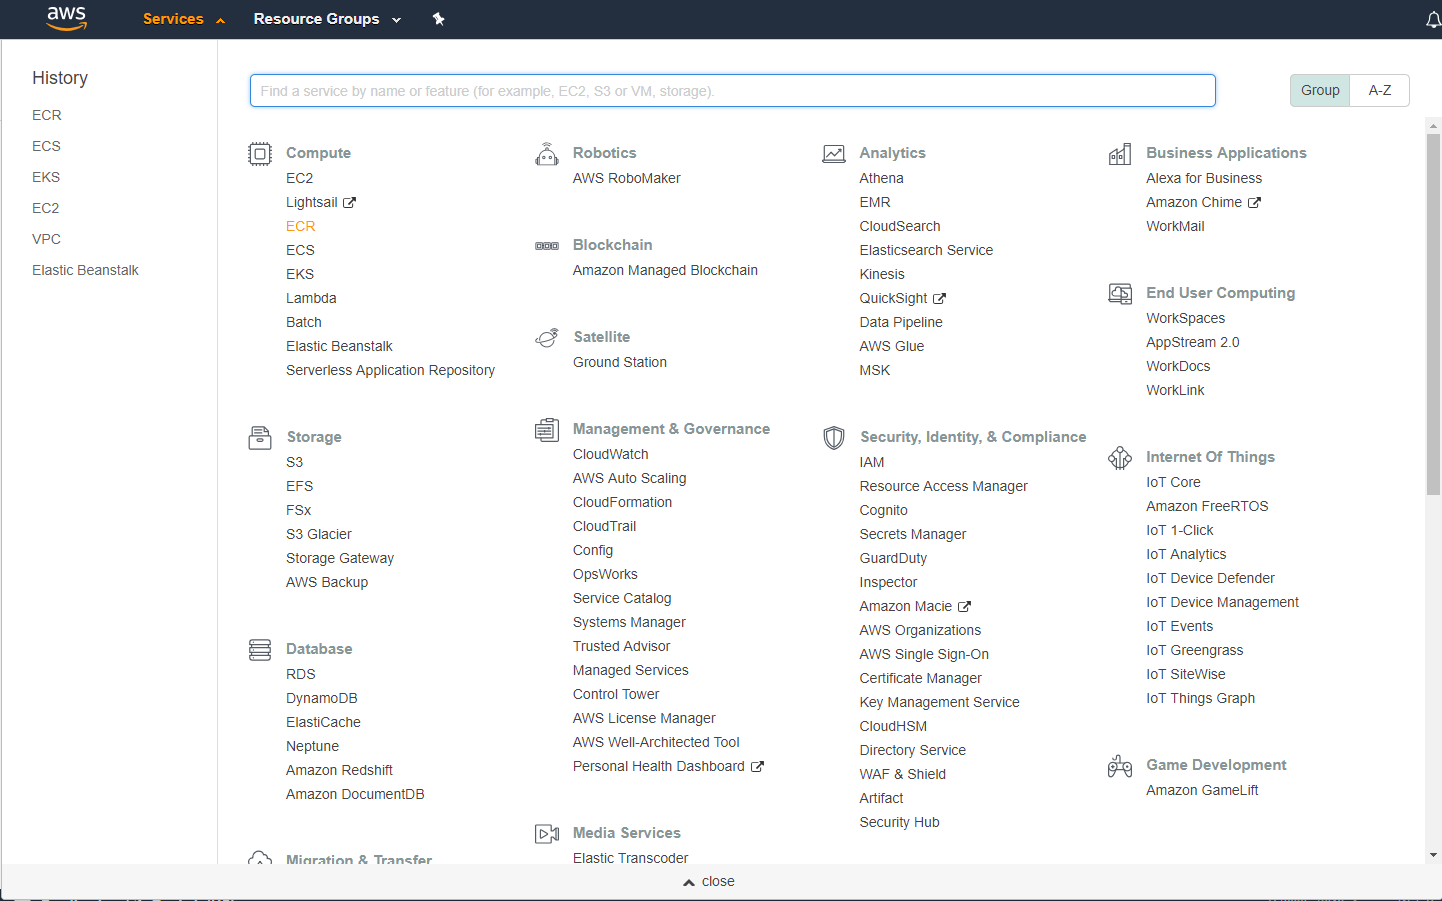 aws
Services
Resource Groups
History
ECR
ECS
EKS
EC2
VPC
Elastic Beanstalk
Find a service by name or feature (for example, EC2, S3 or VM, storage).
Group
A-Z
Compute
EC2
Lightsail
ECR
ECS
EKS
Lambda
Batch
Elastic Beanstalk
Serverless Application Repository
Storage
S3
EFS
FSx
S3 Glacier
Storage Gateway
AWS Backup
Database
RDS
DynamoDB
ElastiCache
Neptune
Amazon Redshift
Amazon DocumentDB
Migration & Transfer
Robotics
AWS RoboMaker
Blockchain
Amazon Managed Blockchain
Satellite
Ground Station
Management & Governance
CloudWatch
AWS Auto Scaling
CloudFormation
CloudTrail
Config
OpsWorks
Service Catalog
Systems Manager
Trusted Advisor
Managed Services
Control Tower
AWS License Manager
AWS Well-Architected Tool
Personal Health Dashboard
Media Services
Elastic Transcoder
Analytics
Athena
EMR
CloudSearch
Elasticsearch Service
Kinesis
QuickSight
Data Pipeline
AWS Glue
MSK
Security, Identity, & Compliance
IAM
Resource Access Manager
Cognito
Secrets Manager
GuardDuty
Inspector
Amazon Macie
AWS Organizations
AWS Single Sign-On
Certificate Manager
Key Management Service
CloudHSM
Directory Service
WAF & Shield
Artifact
Security Hub
Business Applications
Alexa for Business
Amazon Chime
WorkMail
End User Computing
WorkSpaces
AppStream 2.0
WorkDocs
WorkLink
Internet Of Things
IoT Core
Amazon FreeRTOS
IoT 1-Click
IoT Analytics
IoT Device Defender
IoT Device Management
IoT Events
IoT Greengrass
IoT SiteWise
IoT Things Graph
Game Development
Amazon GameLift
close